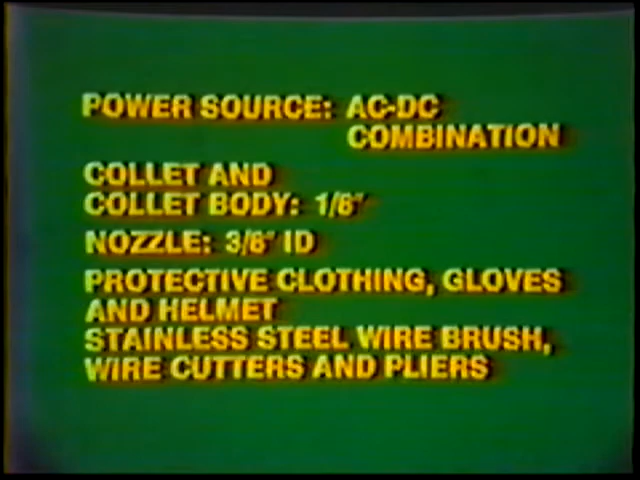 POWER SOURCE: AC-DC
COMBINATION
COLLET AND
COLLET BODY: 1/8"
NOZZLE: 3/8" ID
PROTECTIVE CLOTHING, GLOVES
AND HELMET
STAINLESS STEEL WIRE BRUSH,
WIRE CUTTERS AND PLIERS